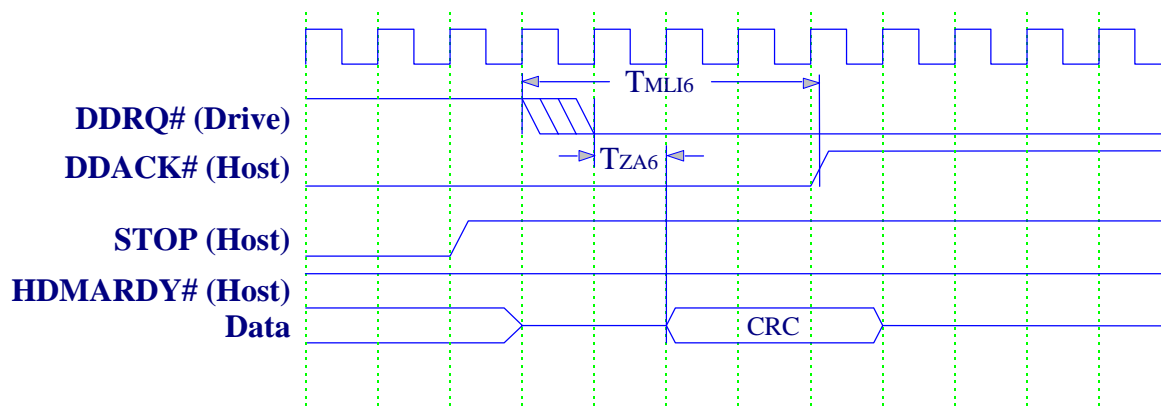 TMLI6
DDRQ# (Drive)
TZA6
DDACK# (Host)
STOP (Host)
HDMARDY# (Host)
Data
CRC